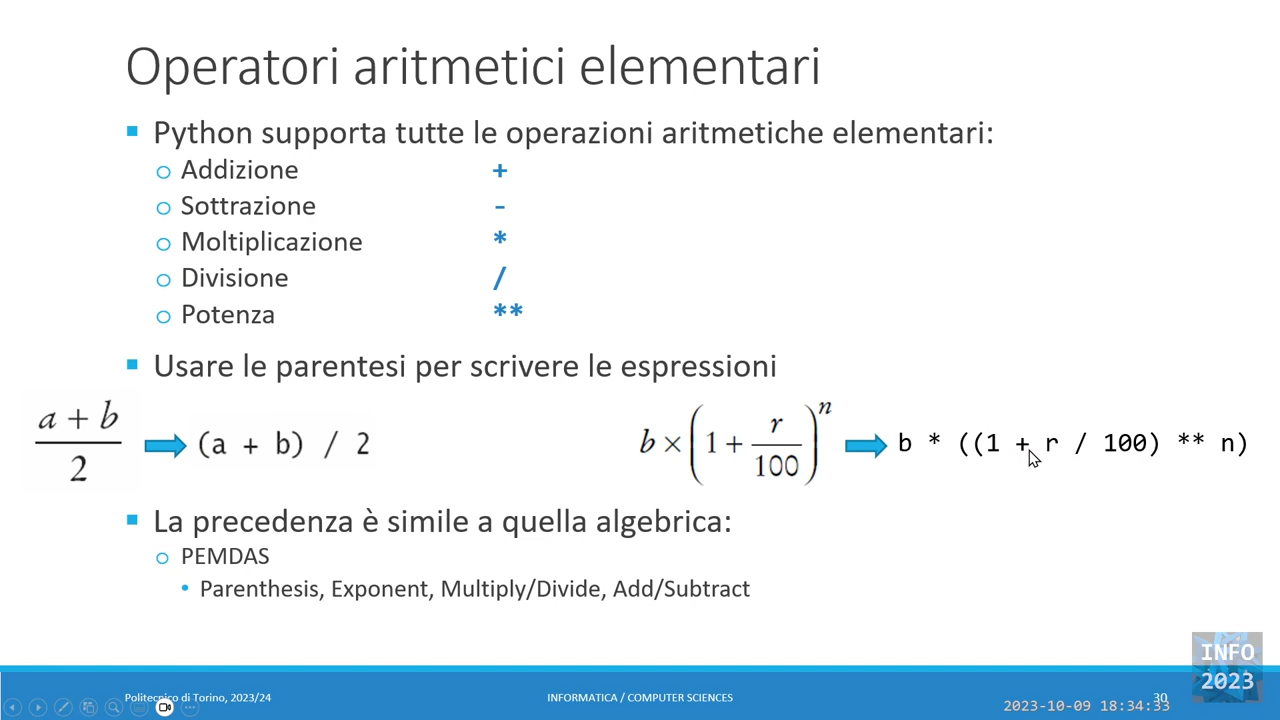 Operatori aritmetici elementari
Python supporta tutte le operazioni aritmetiche elementari:
Addizione +
Sottrazione -
Moltiplicazione *
Divisione /
Potenza **
Usare le parentesi per scrivere le espressioni
a + b
2
(a + b) / 2
b × (1 + r/100)^n
b * ((1 + r / 100) ** n)
La precedenza è simile a quella algebrica:
PEMDAS
Parenthesis, Exponent, Multiply/Divide, Add/Subtract
INFO
2023
Politecnico di Torino, 2023/24
INFORMATICA / COMPUTER SCIENCES
30
2023-10-09 18:34:33